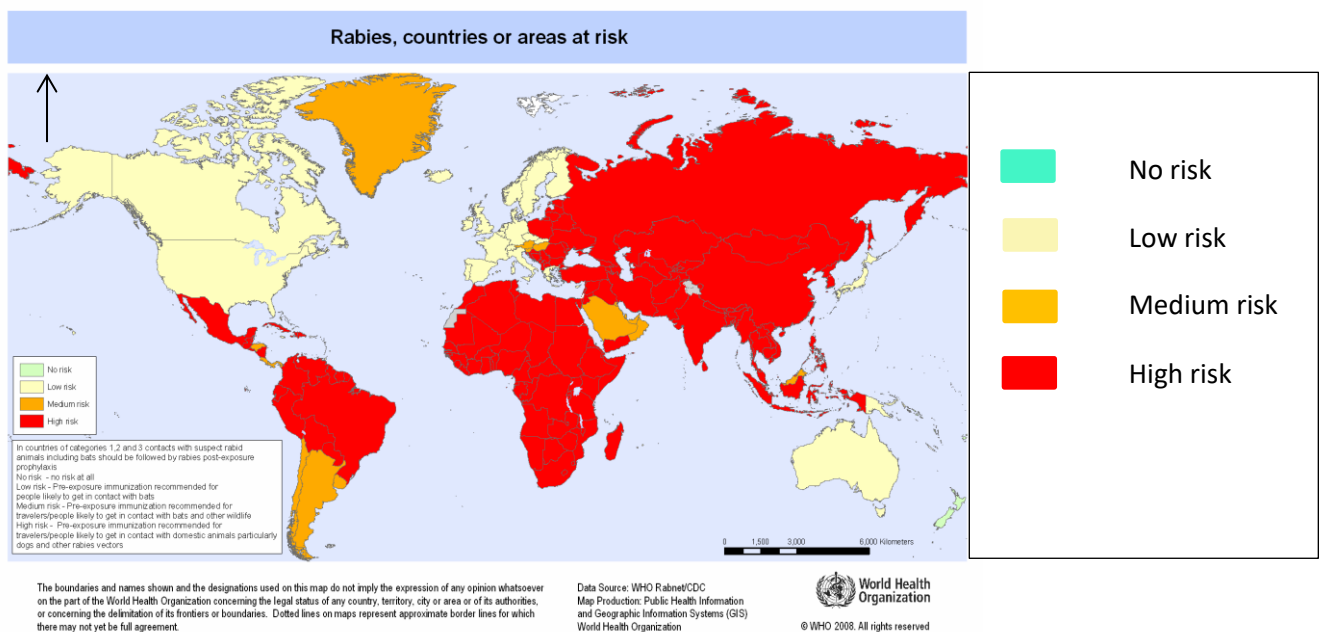 Rabies, countries or areas at risk
No risk
Low risk
Medium risk
High risk
No risk
Low risk
Medium risk
High risk
In countries of categories 1,2 and 3 contacts with suspect rabid
animals including bats should be followed by rabies post-exposure
prophylaxis
No risk - no risk at all
Low risk - Pre-exposure immunization recommended for
people likely to get in contact with bats
Medium risk - Pre-exposure immunization recommended for
travelers/people likely to get in contact with bats and other wildlife
High risk - Pre-exposure immunization recommended for
travelers/people likely to get in contact with domestic animals particularly
dogs and other rabies vectors
0 1,500 3,000 6,000 Kilometers
The boundaries and names shown and the designations used on this map do not imply the expression of any opinion whatsoever
on the part of the World Health Organization concerning the legal status of any country, territory, city or area or of its authorities,
or concerning the delimitation of its frontiers or boundaries. Dotted lines on maps represent approximate border lines for which
there may not yet be full agreement.
Data Source: WHO Rabnet/CDC
Map Production: Public Health Information
and Geographic Information Systems (GIS)
World Health Organization
World Health
Organization
© WHO 2008. All rights reserved